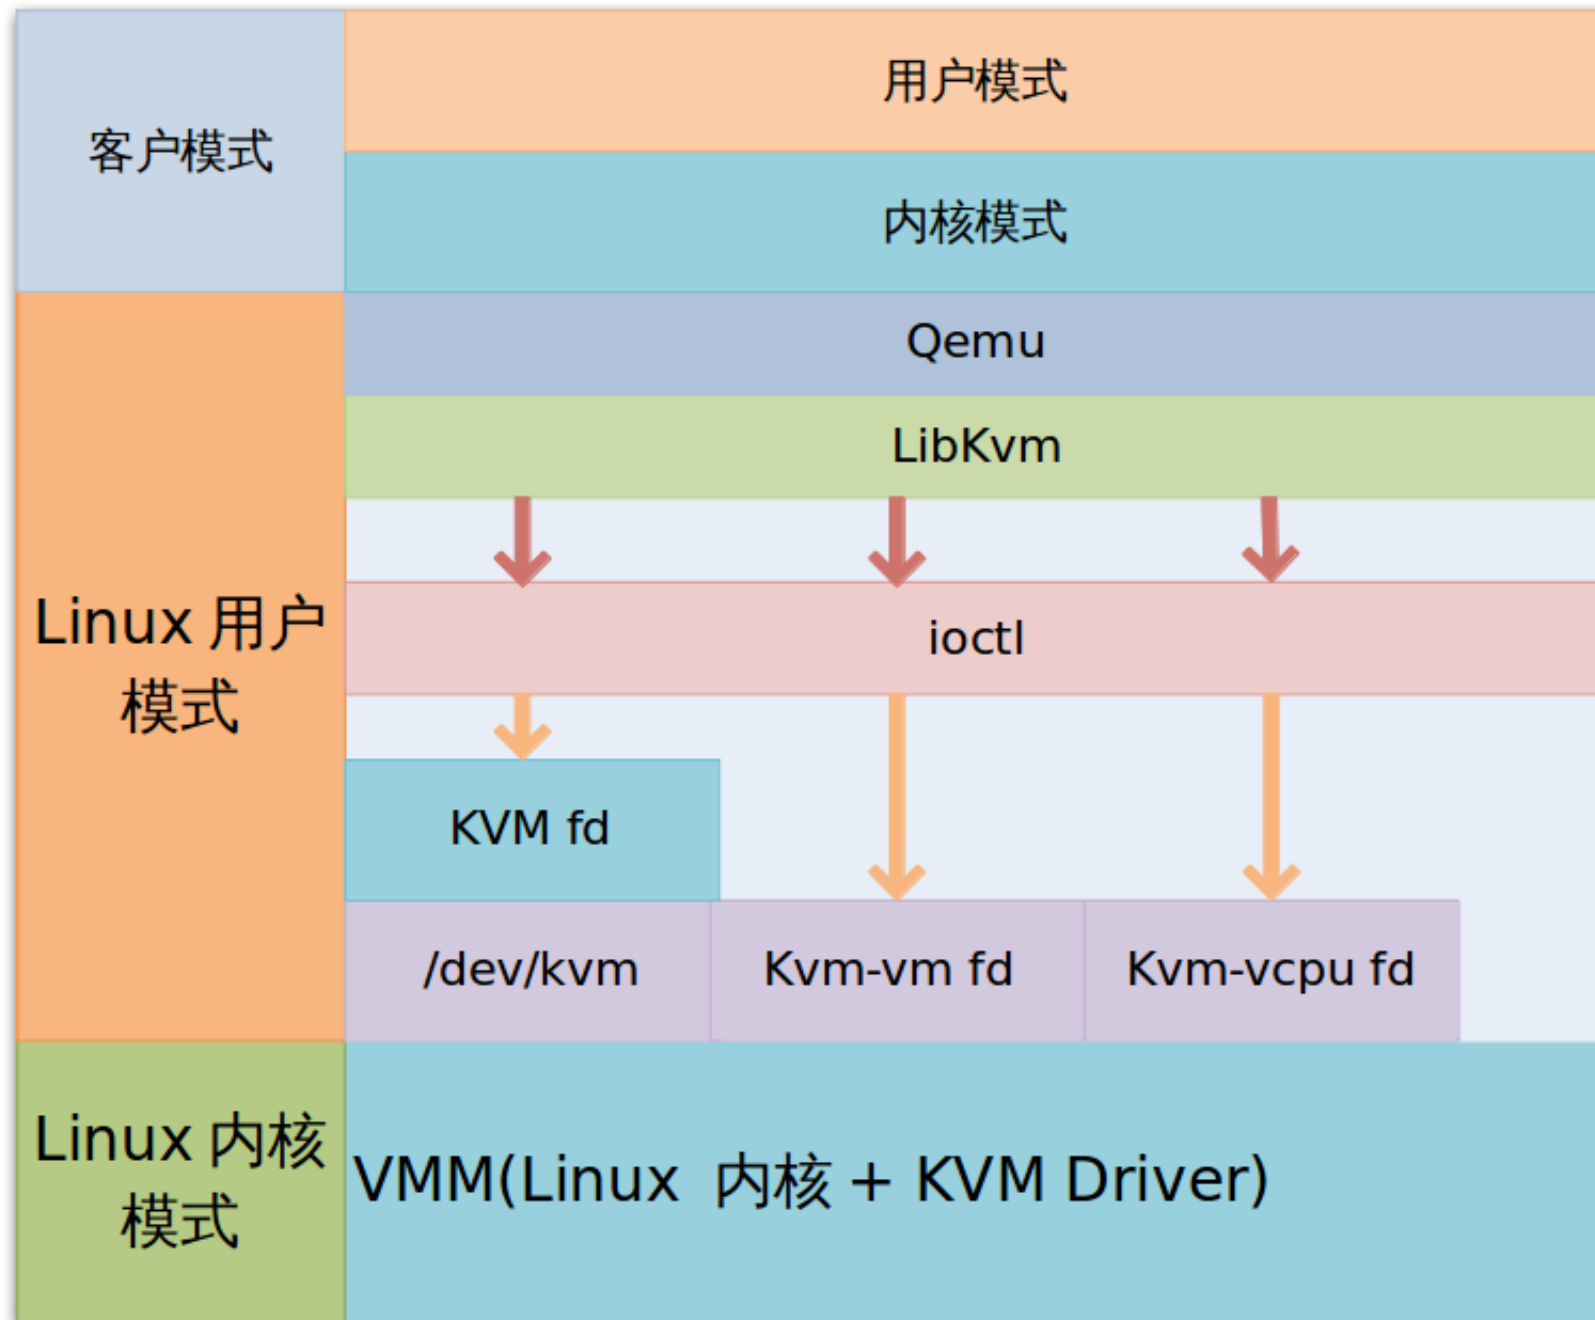 客户模式
用户模式
内核模式
Linux 用户
模式
Qemu
LibKvm
ioctl
KVM fd
/dev/kvm
Kvm-vm fd
Kvm-vcpu fd
Linux 内核
模式
VMM(Linux 内核 + KVM Driver)